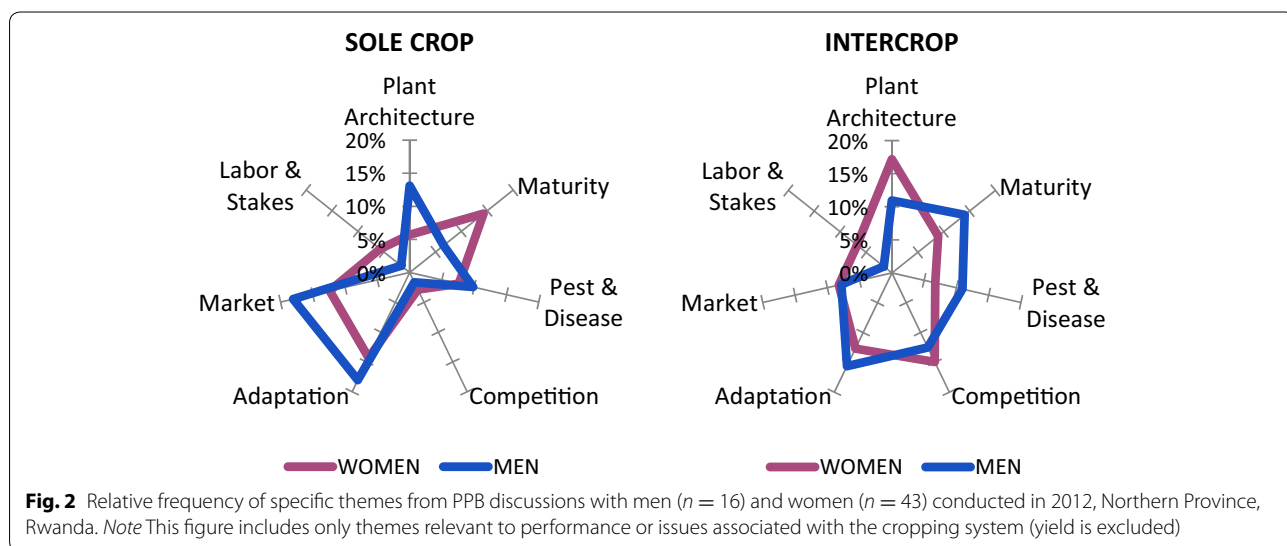 SOLE CROP
Plant
Architecture
20%
15%
10%
5%
0%
Labor &
Stakes
Maturity
Market
Pest &
Disease
Adaptation
Competition
WOMEN MEN
INTERCROP
Plant
Architecture
20%
15%
10%
5%
0%
Labor &
Stakes
Maturity
Market
Pest &
Disease
Adaptation
Competition
WOMEN MEN
Fig. 2 Relative frequency of specific themes from PPB discussions with men (n = 16) and women (n = 43) conducted in 2012, Northern Province,
Rwanda. Note This figure includes only themes relevant to performance or issues associated with the cropping system (yield is excluded)